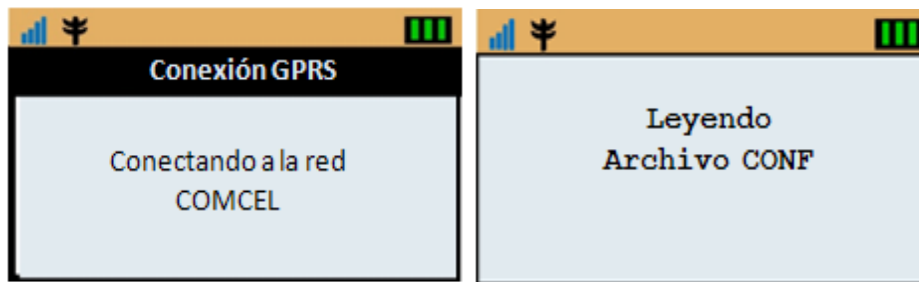 Conexión GPRS
Conectando a la red
COMCEL
Leyendo
Archivo CONF